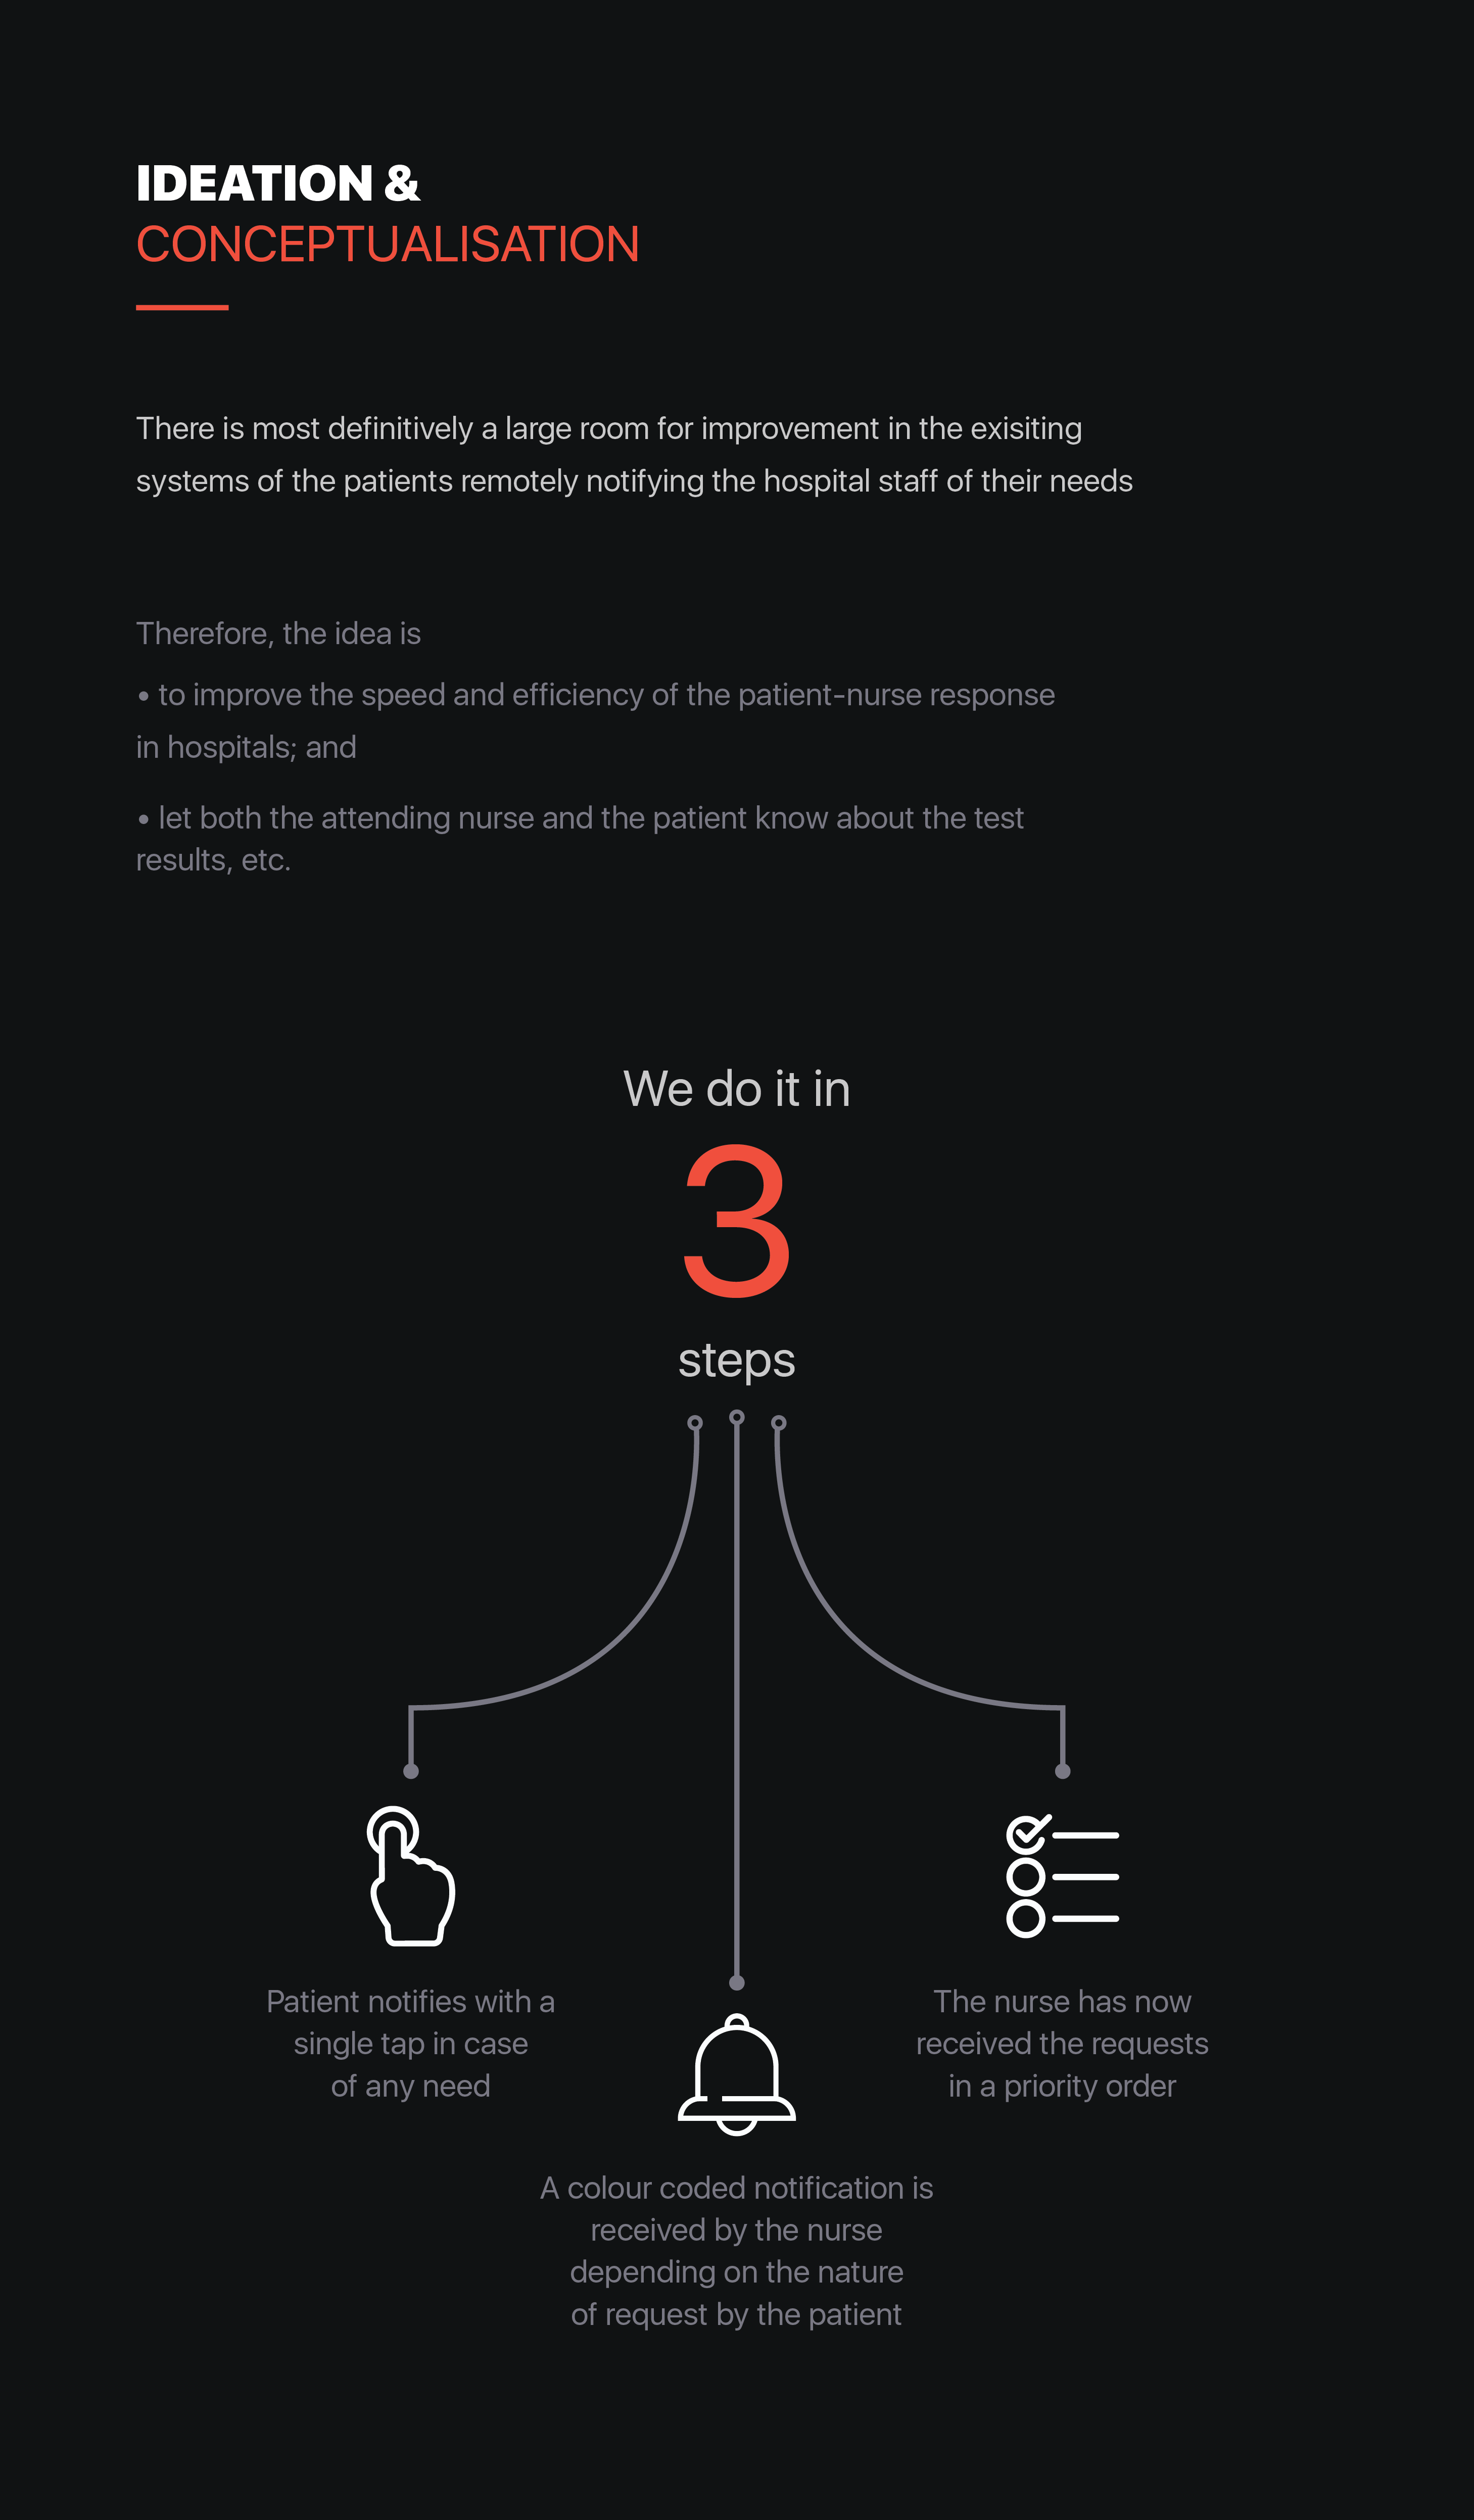 IDEATION &
CONCEPTUALISATION
There is most definitively a large room for improvement in the exisiting
systems of the patients remotely notifying the hospital staff of their needs
Therefore, the idea is
• to improve the speed and efficiency of the patient-nurse response
in hospitals; and
• let both the attending nurse and the patient know about the test
results, etc.
We do it in
3
steps
Patient notifies with a
single tap in case
of any need
A colour coded notification is
received by the nurse
depending on the nature
of request by the patient
The nurse has now
received the requests
in a priority order